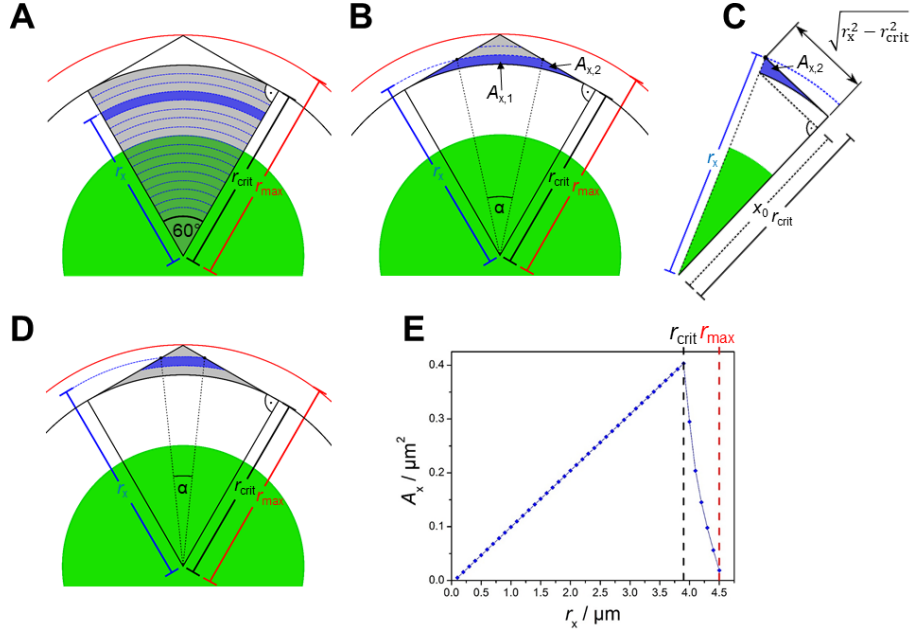 A
60°
r_x
r_crit
r_max
B
A_x,1
A_x,2
α
r_x
r_crit
r_max
C
√(r_x^2 − r_crit^2)
A_x,2
r_x
x_0
r_crit
D
α
r_x
r_crit
r_max
E
r_crit r_max
A_x / µm^2
0.4
0.3
0.2
0.1
0.0
0.0 0.5 1.0 1.5 2.0 2.5 3.0 3.5 4.0 4.5
r_x / µm